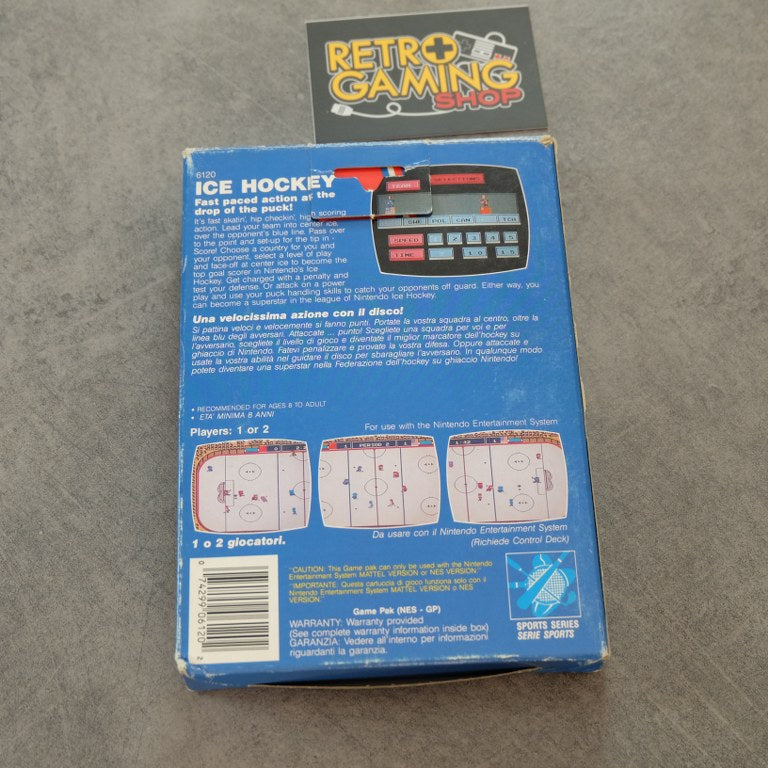 RETRO
GAMING
SHOP
6120
ICE HOCKEY
Fast paced action at the
drop of the puck!
It's fast skatin', hip checkin', high scoring
action. Lead your team into center ice,
over the opponent's blue line. Pass over
to the point and set-up for the tip in -
Score! Choose a country for you and
your opponent, select a level of play
and face-off at center ice to become the
top goal scorer in Nintendo's Ice
Hockey. Get charged with a penalty and
test your defense. Or attack on a power
play and use your puck handling skills to catch your opponents off guard. Either way, you
can become a superstar in the league of Nintendo Ice Hockey.
TEAM SELECTIONS
SWE POL CAN TCH
SPEED 1 2 3 4 5
TIME 10 15
Una velocissima azione con il disco!
Si pattina veloci e velocemente si fanno punti. Portate la vostra squadra al centro, oltre la
linea blu degli avversari. Attaccate ... punto! Scegliete una squadra per voi e per
l'avversario, scegliete il livello di gioco e diventate il miglior marcatore dell'hockey su
ghiaccio di Nintendo. Fatevi penalizzare e provate la vostra difesa. Oppure attaccate e
usate la vostra abilità nel guidare il disco per sbaragliare l'avversario. In qualunque modo
potete diventare una superstar nella Federazione dell'hockey su ghiaccio Nintendo!
• RECOMMENDED FOR AGES 8 TO ADULT
• ETA' MINIMA 8 ANNI
Players: 1 or 2
For use with the Nintendo Entertainment System
PERIOD 2
1 o 2 giocatori.
Da usare con il Nintendo Entertainment System
(Richiede Control Deck)
"CAUTION: This Game pak can only be used with the Nintendo
Entertainment System MATTEL VERSION or NES VERSION."
"IMPORTANTE: Questa cartuccia di gioco funziona solo con il
Nintendo Entertainment System MATTEL VERSION o NES
VERSION."
Game Pak (NES - GP)
WARRANTY: Warranty provided
(See complete warranty information inside box)
GARANZIA: Vedere all'interno per informazioni
riguardanti la garanzia.
0 74299 06120 2
SPORTS SERIES
SERIE SPORTS